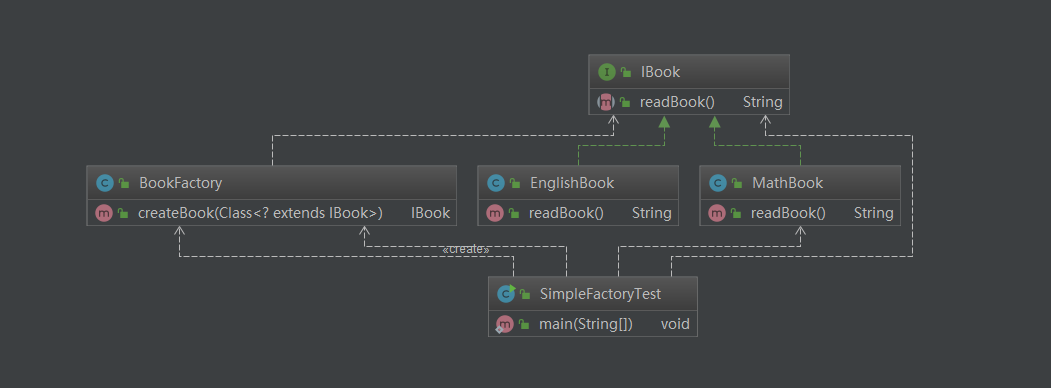 IBook
readBook() String
BookFactory
createBook(Class<? extends IBook>) IBook
EnglishBook
readBook() String
MathBook
readBook() String
«create»
SimpleFactoryTest
main(String[]) void